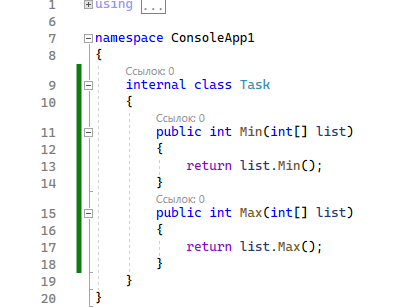 1 using ...
6
7 namespace ConsoleApp1
8 {
Ссылок: 0
9 internal class Task
10 {
Ссылок: 0
11 public int Min(int[] list)
12 {
13 return list.Min();
14 }
Ссылок: 0
15 public int Max(int[] list)
16 {
17 return list.Max();
18 }
19 }
20 }